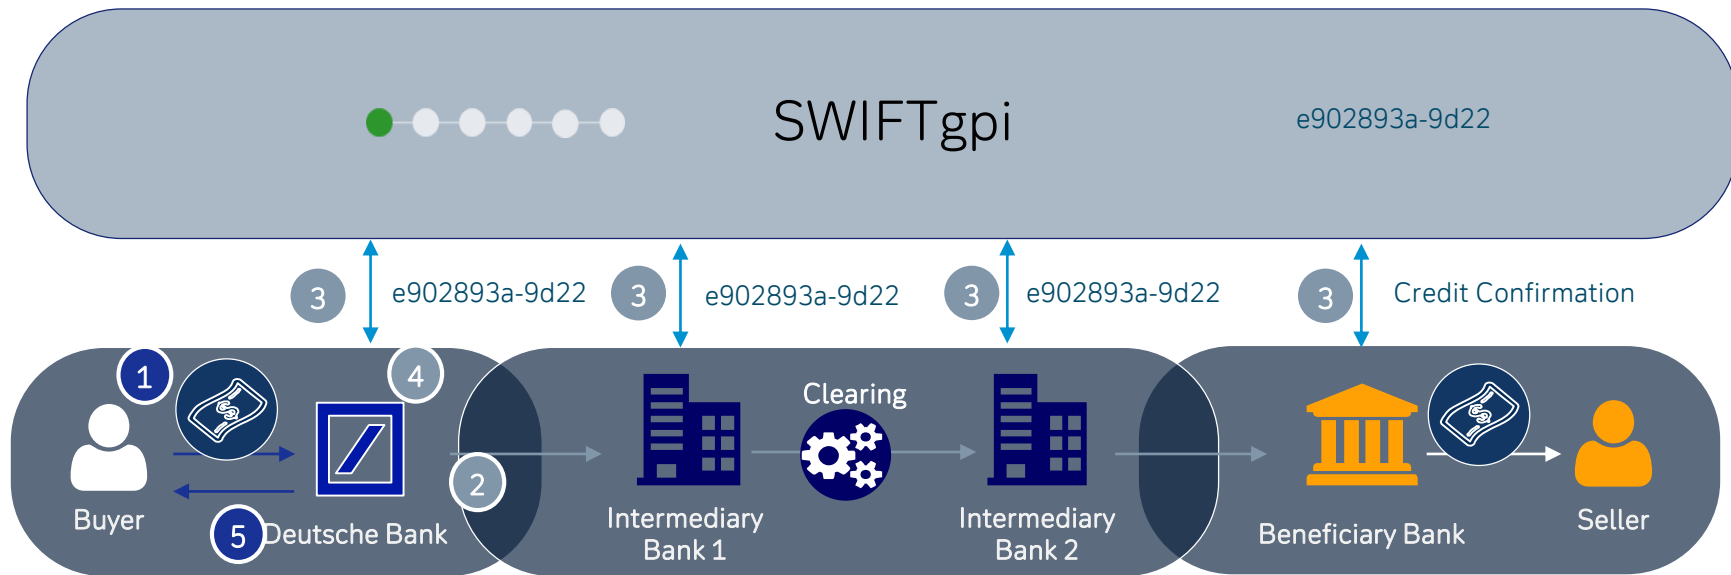 SWIFTgpi
e902893a-9d22
3
e902893a-9d22
3
e902893a-9d22
3
e902893a-9d22
3
Credit Confirmation
1
4
Clearing
2
Buyer
5
Deutsche Bank
Intermediary
Bank 1
Intermediary
Bank 2
Beneficiary Bank
Seller